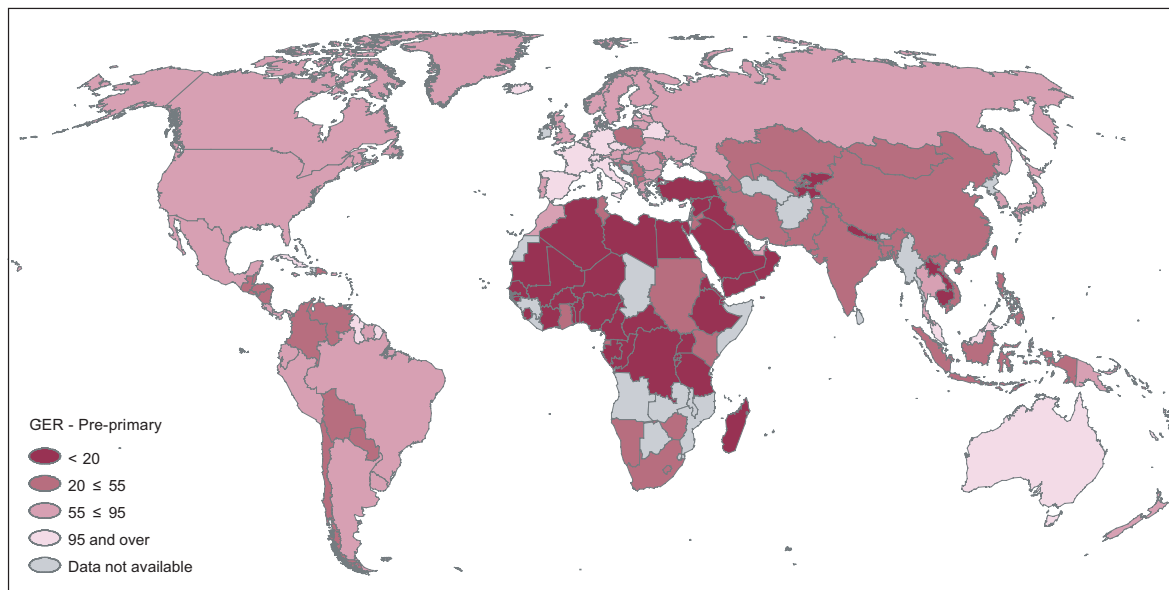 GER - Pre-primary
< 20
20 ≤ 55
55 ≤ 95
95 and over
Data not available